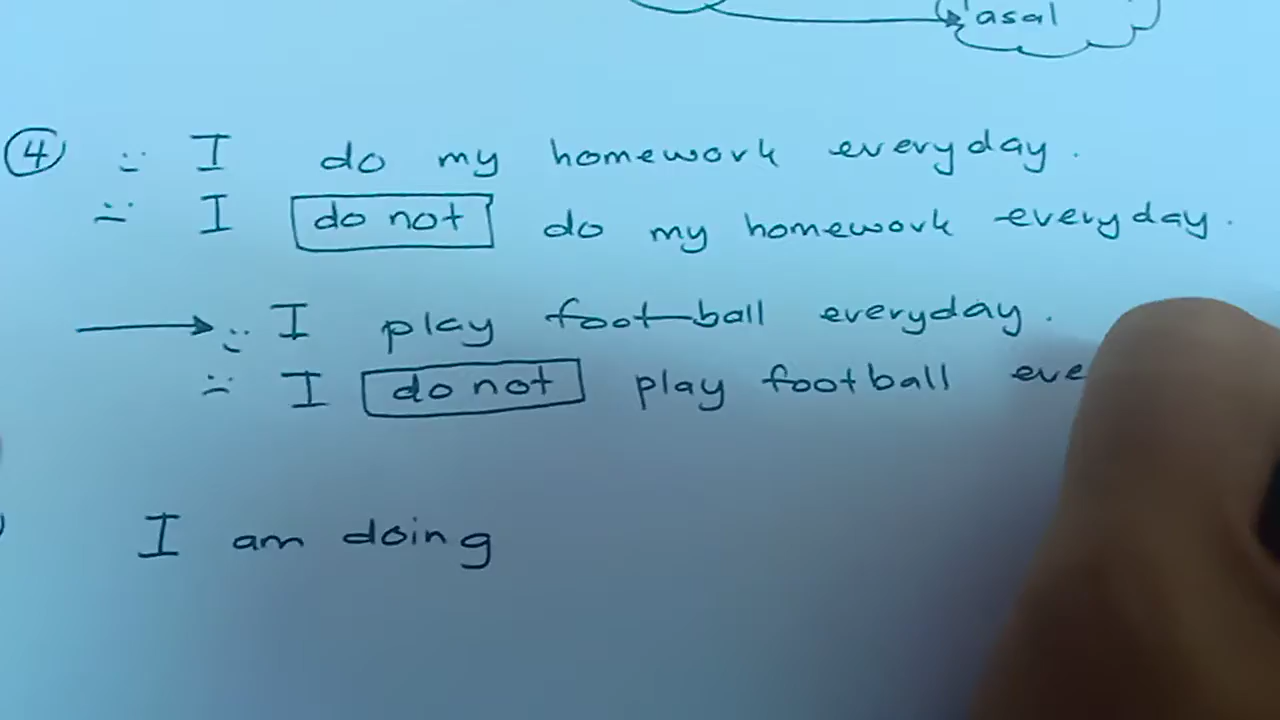 asal
④ I do my homework everyday.
I do not do my homework everyday.
I play football everyday.
I do not play football eve
I am doing